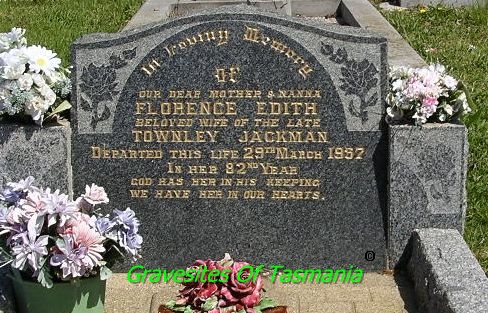 In Loving Memory
OF
OUR DEAR MOTHER & NANNA
FLORENCE EDITH
BELOVED WIFE OF THE LATE
TOWNLEY JACKMAN
DEPARTED THIS LIFE 29TH MARCH 1957
IN HER 82ND YEAR
GOD HAS HER IN HIS KEEPING
WE HAVE HER IN OUR HEARTS.
Gravesites Of Tasmania